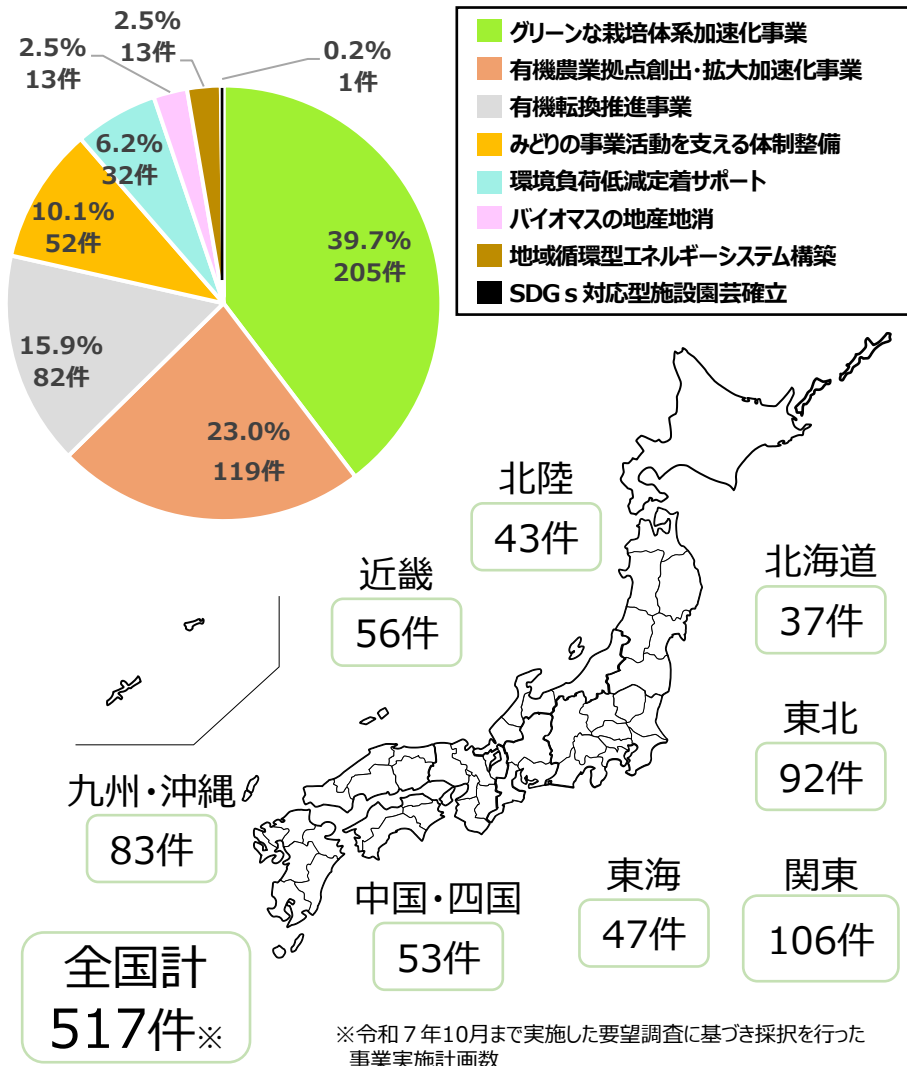 2.5%
13件
2.5%
13件
0.2%
1件
6.2%
32件
10.1%
52件
15.9%
82件
23.0%
119件
39.7%
205件
グリーンな栽培体系加速化事業
有機農業拠点創出・拡大加速化事業
有機転換推進事業
みどりの事業活動を支える体制整備
環境負荷低減定着サポート
バイオマスの地産地消
地域循環型エネルギーシステム構築
SDGｓ対応型施設園芸確立
北陸
43件
北海道
37件
近畿
56件
東北
92件
九州・沖縄
83件
中国・四国
53件
東海
47件
関東
106件
全国計
517件※
※令和７年10月まで実施した要望調査に基づき採択を行った
事業実施計画数